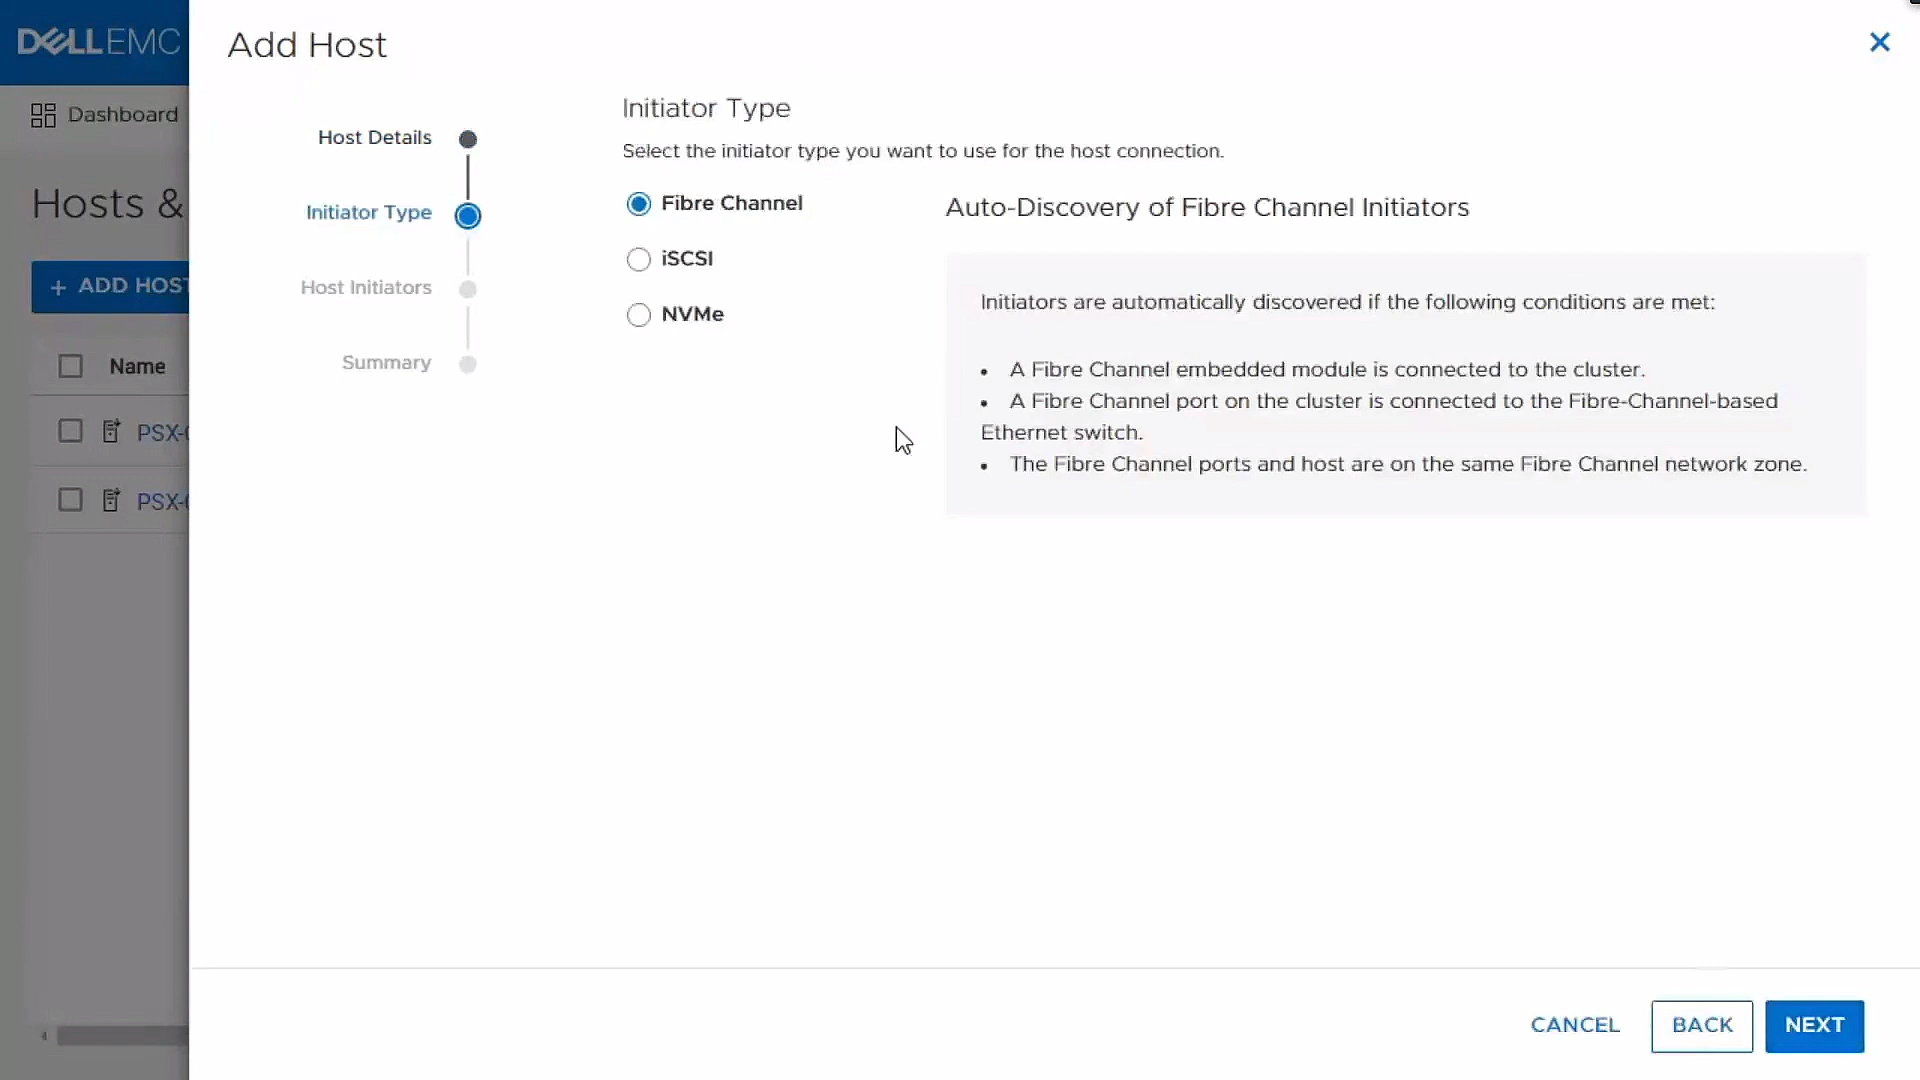 DELL EMC
Dashboard
Hosts &
+ ADD HOST
Name
PSX-
PSX-
Add Host
Host Details
Initiator Type
Host Initiators
Summary
Initiator Type
Select the initiator type you want to use for the host connection.
Fibre Channel
iSCSI
NVMe
Auto-Discovery of Fibre Channel Initiators
Initiators are automatically discovered if the following conditions are met:
• A Fibre Channel embedded module is connected to the cluster.
• A Fibre Channel port on the cluster is connected to the Fibre-Channel-based
Ethernet switch.
• The Fibre Channel ports and host are on the same Fibre Channel network zone.
CANCEL
BACK
NEXT